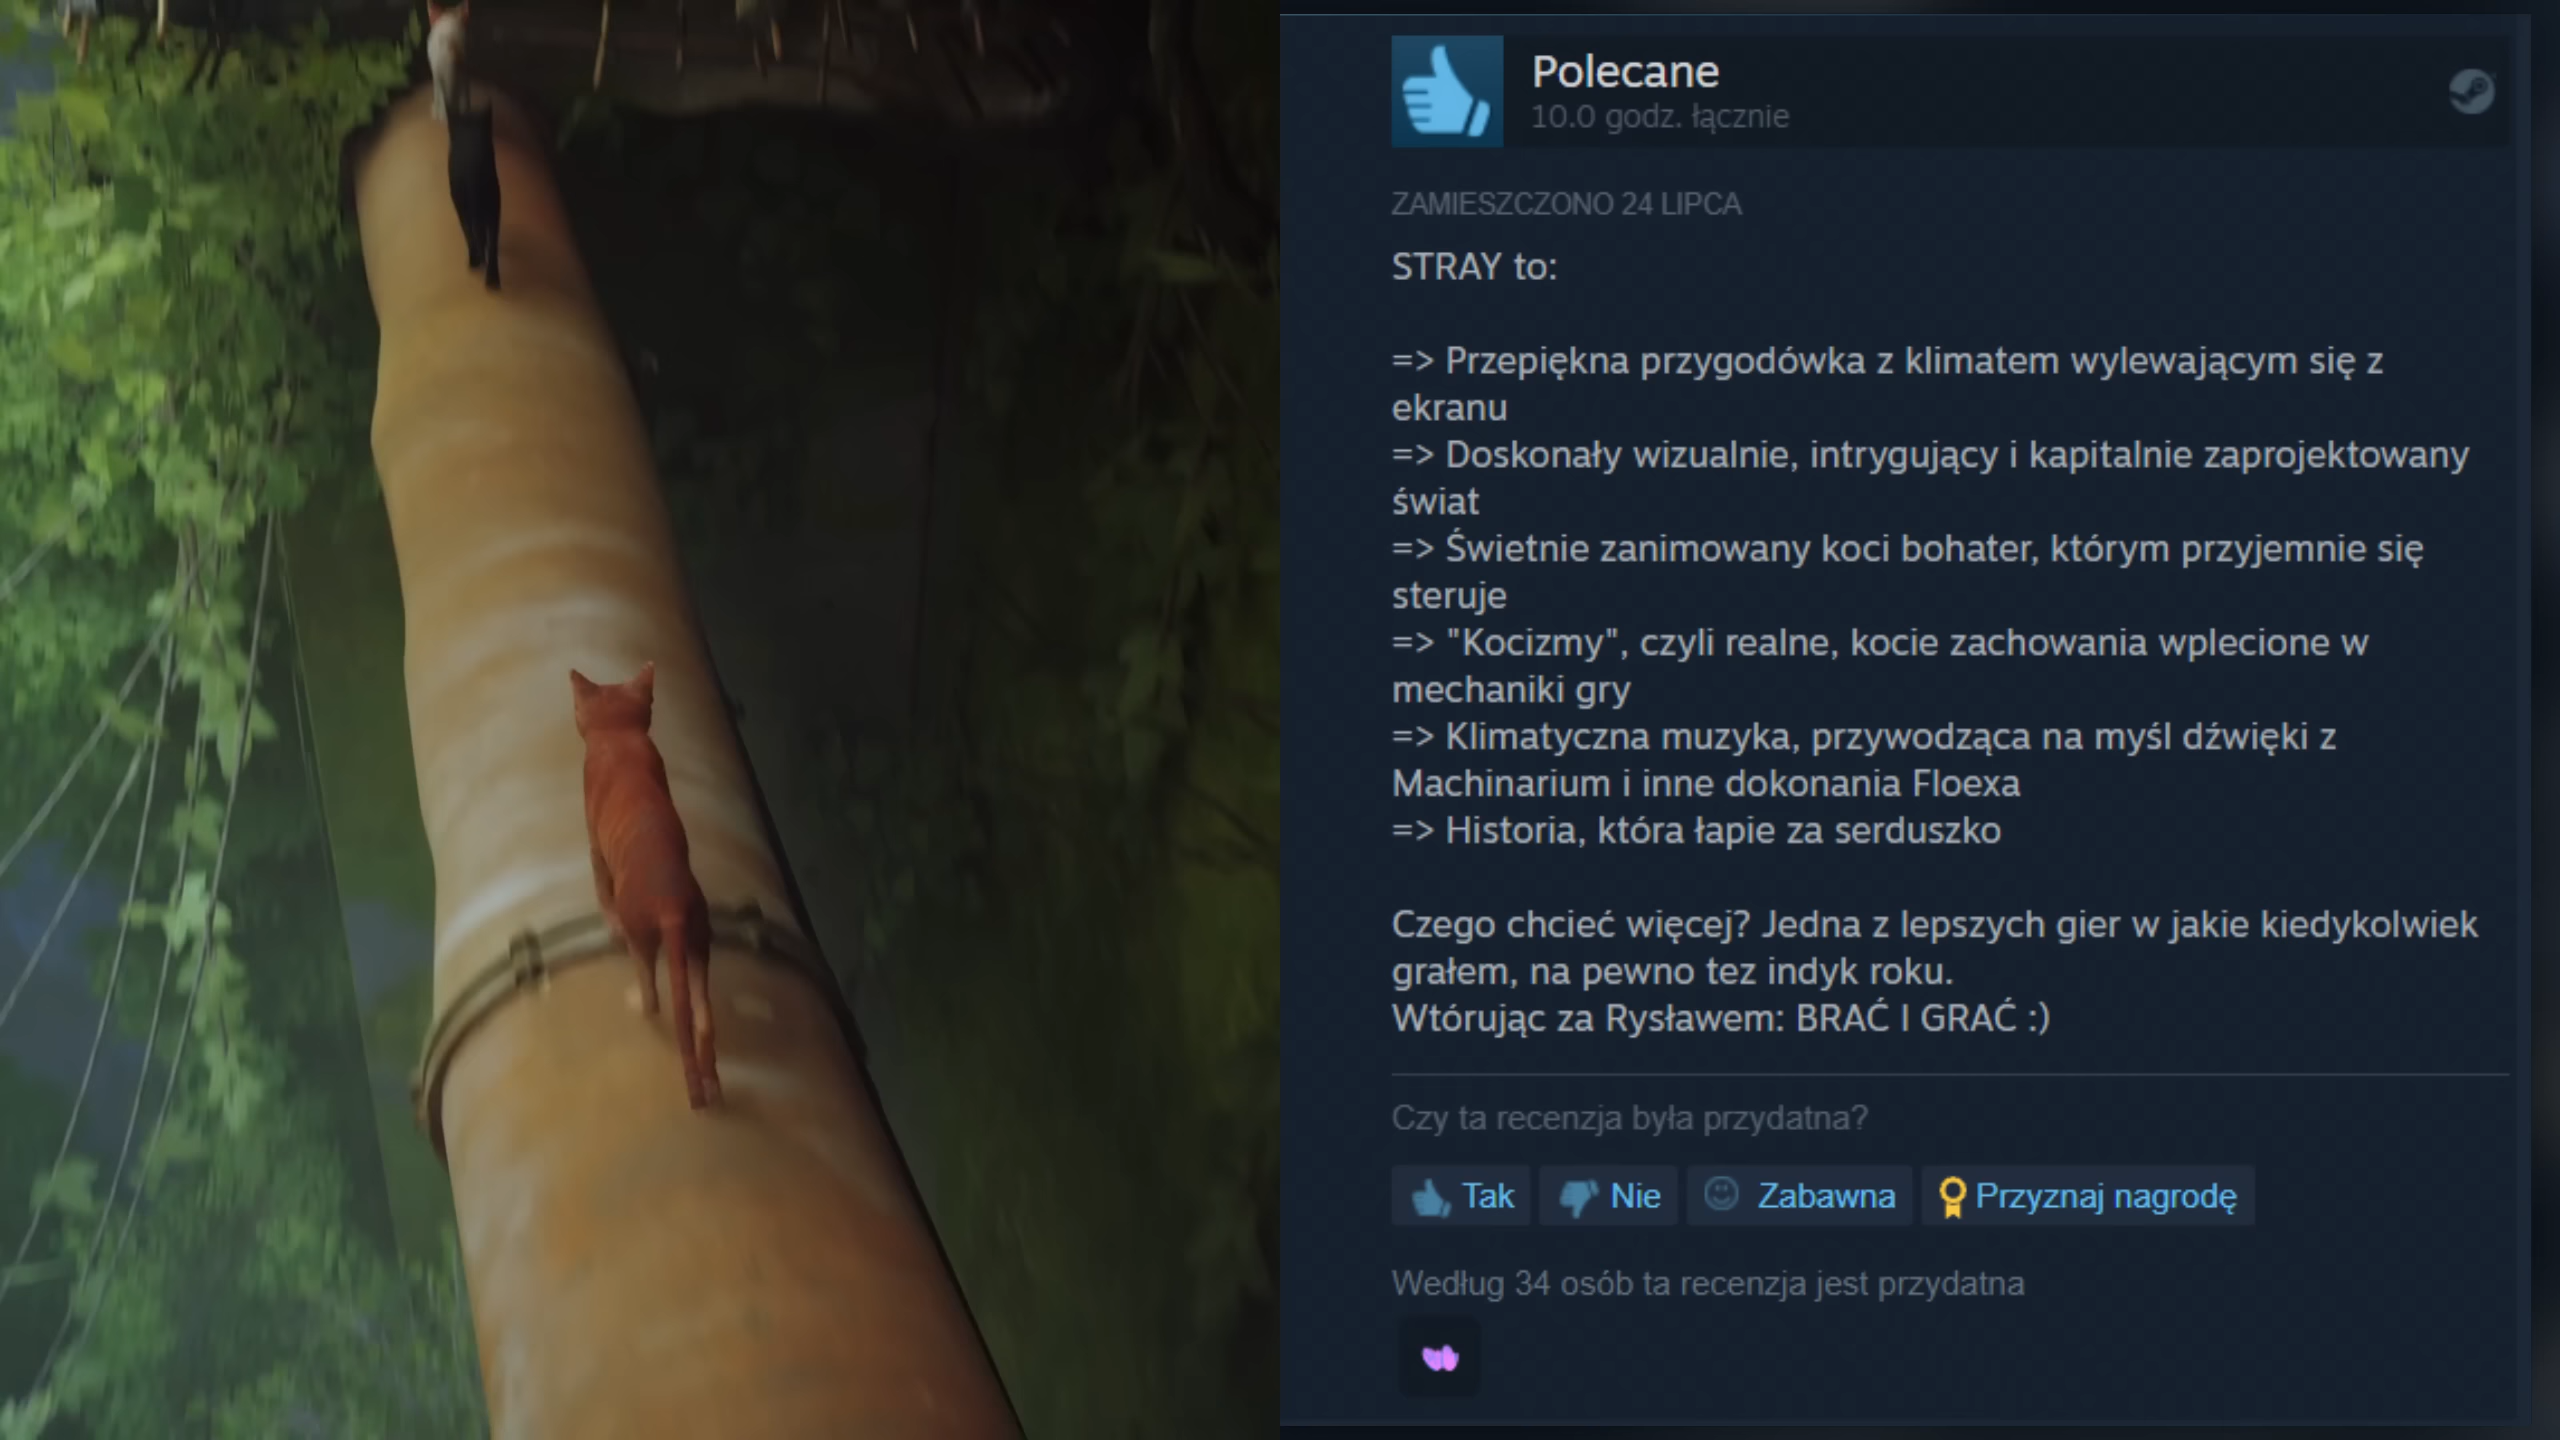 Polecane
10.0 godz. łącznie
ZAMIESZCZONO 24 LIPCA
STRAY to:
=> Przepiękna przygodówka z klimatem wylewającym się z
ekranu
=> Doskonały wizualnie, intrygujący i kapitalnie zaprojektowany
świat
=> Świetnie zanimowany koci bohater, którym przyjemnie się
steruje
=> "Kocizmy", czyli realne, kocie zachowania wplecione w
mechaniki gry
=> Klimatyczna muzyka, przywodząca na myśl dźwięki z
Machinarium i inne dokonania Floexa
=> Historia, która łapie za serduszko
Czego chcieć więcej? Jedna z lepszych gier w jakie kiedykolwiek
grałem, na pewno tez indyk roku.
Wtórując za Rysławem: BRAĆ I GRAĆ :)
Czy ta recenzja była przydatna?
Tak Nie Zabawna Przyznaj nagrodę
Według 34 osób ta recenzja jest przydatna